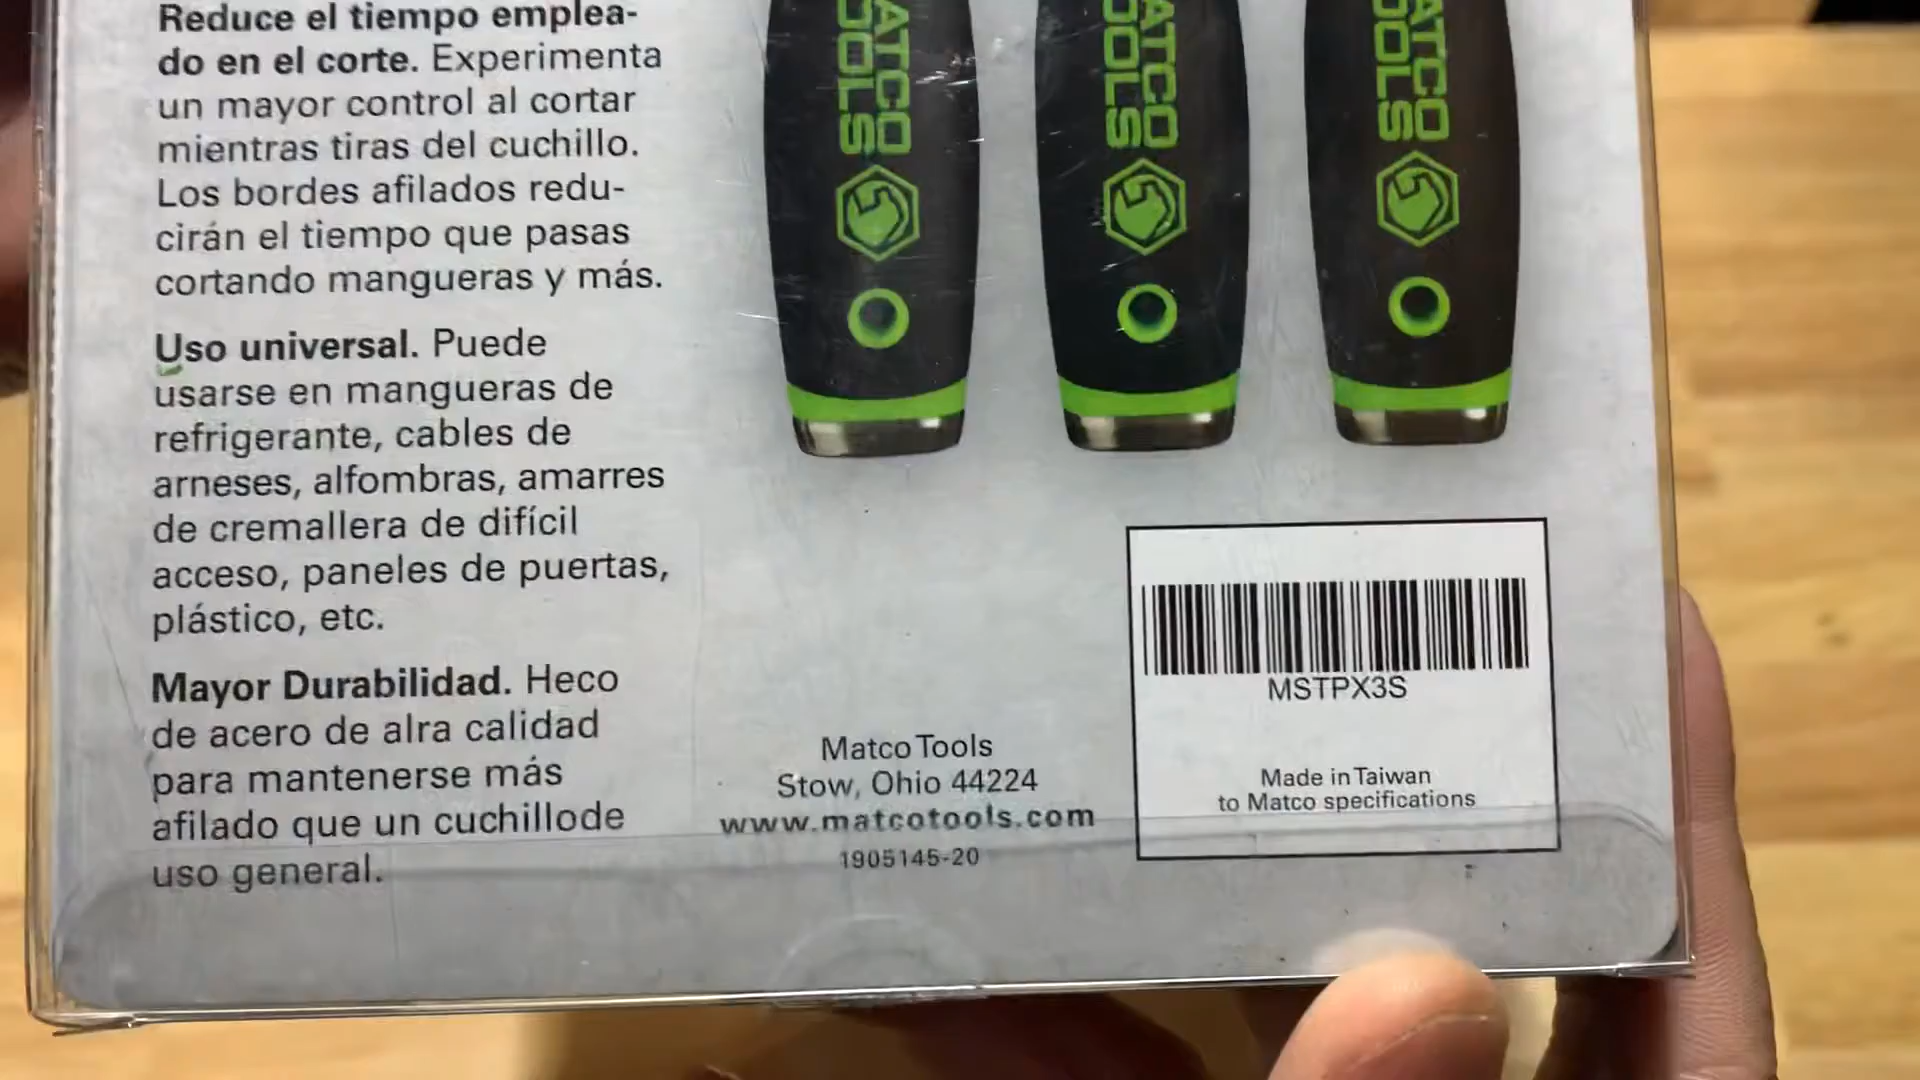 Reduce el tiempo emplea-
do en el corte. Experimenta
un mayor control al cortar
mientras tiras del cuchillo.
Los bordes afilados redu-
cirán el tiempo que pasas
cortando mangueras y más.
Uso universal. Puede
usarse en mangueras de
refrigerante, cables de
arneses, alfombras, amarres
de cremallera de difícil
acceso, paneles de puertas,
plástico, etc.
Mayor Durabilidad. Heco
de acero de alra calidad
para mantenerse más
afilado que un cuchillode
uso general.
MATCO
TOOLS
MATCO
TOOLS
MATCO
TOOLS
Matco Tools
Stow, Ohio 44224
www.matcotools.com
1905145-20
MSTPX3S
Made in Taiwan
to Matco specifications